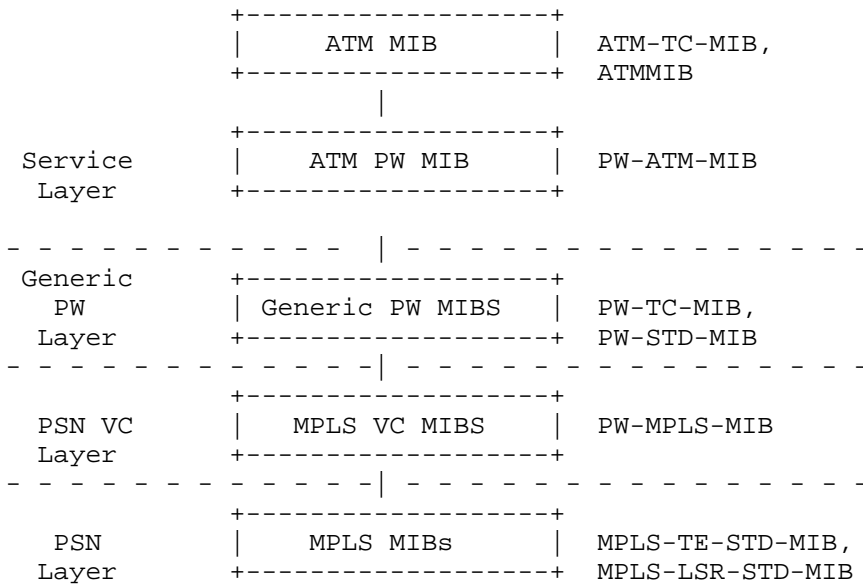 ATM MIB ATM-TC-MIB,
ATMMIB
Service ATM PW MIB PW-ATM-MIB
Layer
Generic
PW Generic PW MIBS PW-TC-MIB,
Layer PW-STD-MIB
PSN VC MPLS VC MIBS PW-MPLS-MIB
Layer
PSN MPLS MIBs MPLS-TE-STD-MIB,
Layer MPLS-LSR-STD-MIB